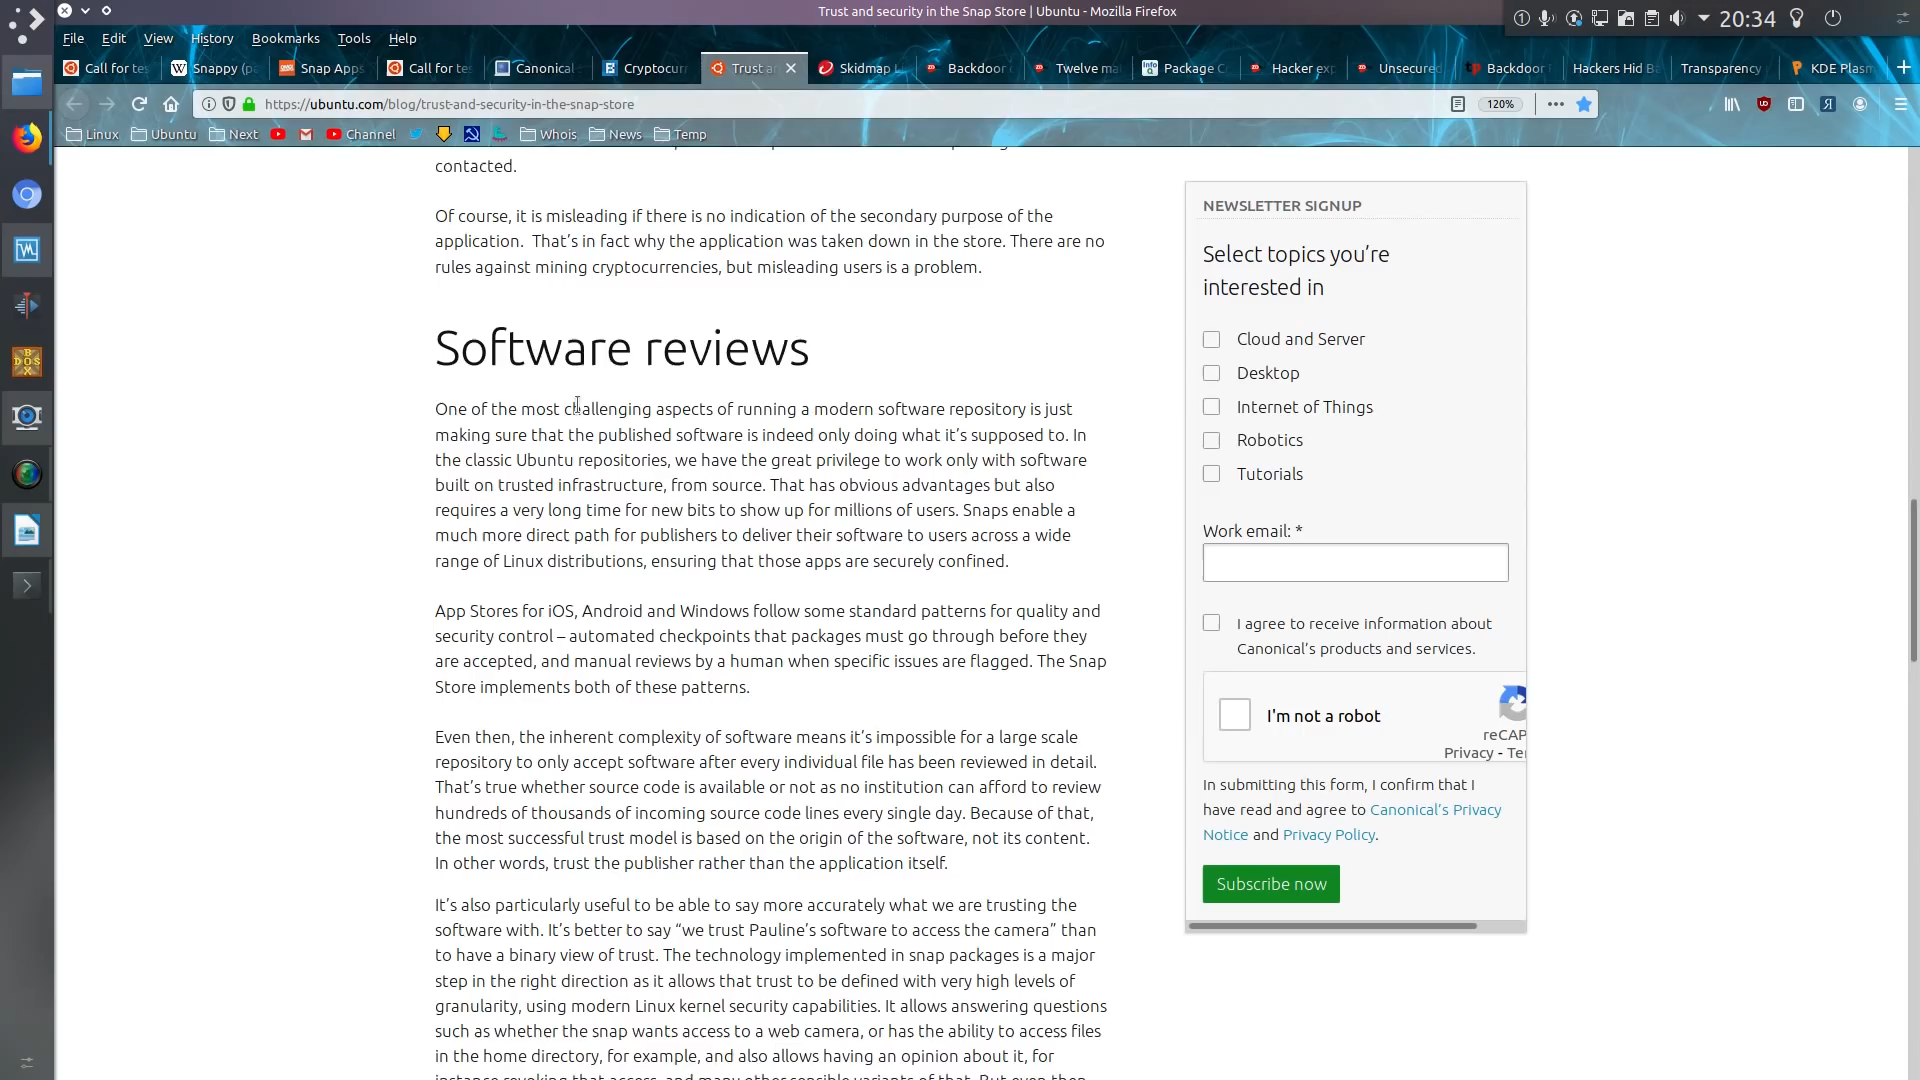 Trust and security in the Snap Store | Ubuntu - Mozilla Firefox
20:34
File Edit View History Bookmarks Tools Help
Call for te
Snappy (p
Snap Apps
Call for te
Canonical
Cryptocurr
Trust a
Skidmap L
Backdoor
Twelve ma
Package C
Hacker exp
Unsecured
Backdoor
Hackers Hid Ba
Transparency
KDE Plasm
https://ubuntu.com/blog/trust-and-security-in-the-snap-store
120%
Linux Ubuntu Next Channel Whois News Temp
contacted.
Of course, it is misleading if there is no indication of the secondary purpose of the
application. That’s in fact why the application was taken down in the store. There are no
rules against mining cryptocurrencies, but misleading users is a problem.
Software reviews
One of the most challenging aspects of running a modern software repository is just
making sure that the published software is indeed only doing what it’s supposed to. In
the classic Ubuntu repositories, we have the great privilege to work only with software
built on trusted infrastructure, from source. That has obvious advantages but also
requires a very long time for new bits to show up for millions of users. Snaps enable a
much more direct path for publishers to deliver their software to users across a wide
range of Linux distributions, ensuring that those apps are securely confined.
App Stores for iOS, Android and Windows follow some standard patterns for quality and
security control – automated checkpoints that packages must go through before they
are accepted, and manual reviews by a human when specific issues are flagged. The Snap
Store implements both of these patterns.
Even then, the inherent complexity of software means it’s impossible for a large scale
repository to only accept software after every individual file has been reviewed in detail.
That’s true whether source code is available or not as no institution can afford to review
hundreds of thousands of incoming source code lines every single day. Because of that,
the most successful trust model is based on the origin of the software, not its content.
In other words, trust the publisher rather than the application itself.
It’s also particularly useful to be able to say more accurately what we are trusting the
software with. It’s better to say “we trust Pauline’s software to access the camera” than
to have a binary view of trust. The technology implemented in snap packages is a major
step in the right direction as it allows that trust to be defined with very high levels of
granularity, using modern Linux kernel security capabilities. It allows answering questions
such as whether the snap wants access to a web camera, or has the ability to access files
in the home directory, for example, and also allows having an opinion about it, for
NEWSLETTER SIGNUP
Select topics you’re
interested in
Cloud and Server
Desktop
Internet of Things
Robotics
Tutorials
Work email: *
I agree to receive information about
Canonical’s products and services.
I'm not a robot
reCAP
Privacy - Ter
In submitting this form, I confirm that I
have read and agree to Canonical’s Privacy
Notice and Privacy Policy.
Subscribe now